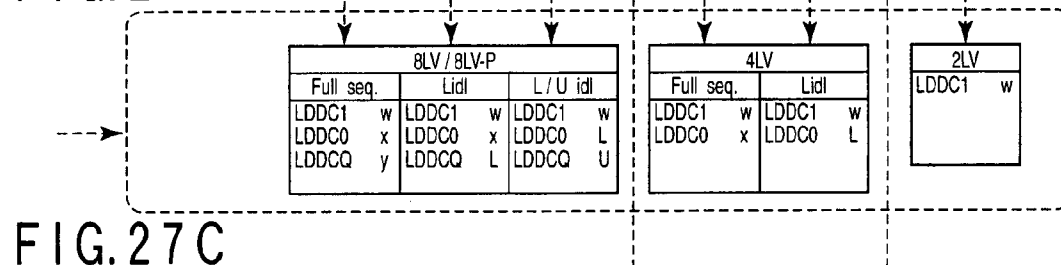 8LV / 8LV-P 4LV 2LV
Full seq. Lidl L / U idl Full seq. Lidl LDDC1 w
LDDC1 w LDDC1 w LDDC1 w LDDC1 w LDDC1 w
LDDC0 x LDDC0 x LDDC0 L LDDC0 x LDDC0 L
LDDCQ y LDDCQ L LDDCQ U
FIG. 27C